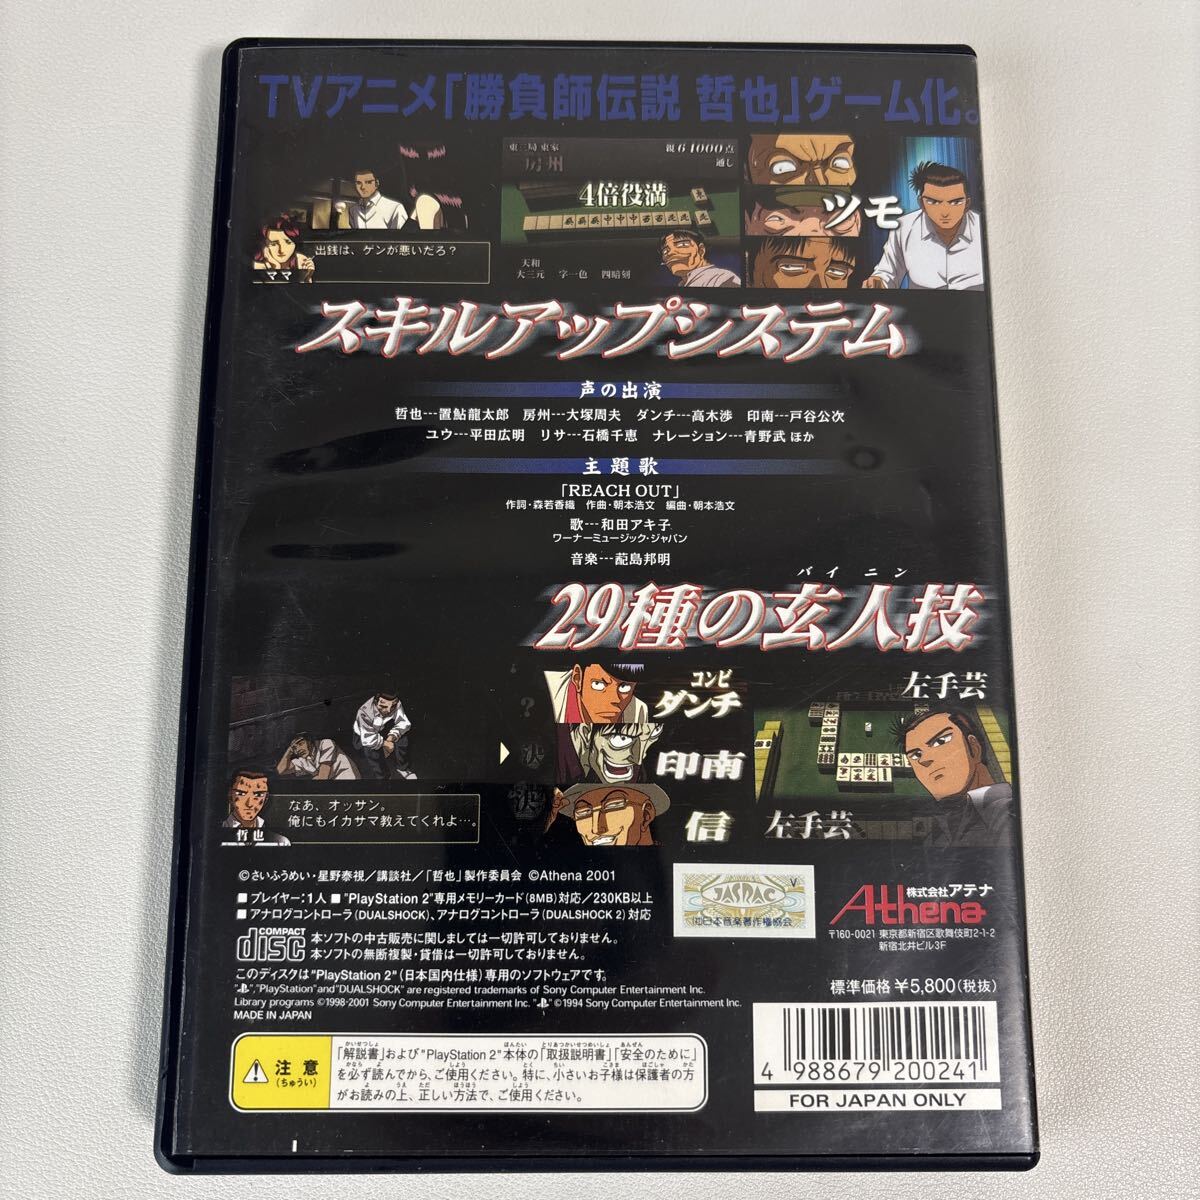 TVアニメ「勝負師伝説 哲也」ゲーム化。
出銭は、ゲンが悪いだろ?
ママ
東三局 東家
房州
親61000点
通し
4倍役満
天和
大三元 字一色 四暗刻
ツモ
スキルアップシステム
声の出演
哲也---置鮎龍太郎 房州---大塚周夫 ダンチ---高木渉 印南---戸谷公次
ユウ---平田広明 リサ---石橋千恵 ナレーション---青野武 ほか
主題歌
「REACH OUT」
作詞・森若香織 作曲・朝本浩文 編曲・朝本浩文
歌---和田アキ子
ワーナーミュージック・ジャパン
音楽---蓜島邦明
バイニン
29種の玄人技
なあ、オッサン。
俺にもイカサマ教えてくれよ…。
哲也
コンビ
ダンチ
印南
信
左手芸
左手芸
©さいふうめい・星野泰視/講談社/「哲也」製作委員会 ©Athena 2001
■プレイヤー:1人 ■"PlayStation 2"専用メモリーカード(8MB)対応/230KB以上
■アナログコントローラ(DUALSHOCK)、アナログコントローラ(DUALSHOCK 2)対応
COMPACT
disc
本ソフトの中古販売に関しましては一切許可しておりません。
本ソフトの無断複製・貸借は一切許可しておりません。
このディスクは"PlayStation 2"(日本国内仕様)専用のソフトウェアです。
"PlayStation"and"DUALSHOCK" are registered trademarks of Sony Computer Entertainment Inc.
Library programs ©1998-2001 Sony Computer Entertainment Inc. ©1994 Sony Computer Entertainment Inc.
MADE IN JAPAN
V
JASRAC
(社)日本音楽著作権協会
株式会社アテナ
Athena
〒160-0021 東京都新宿区歌舞伎町2-1-2
新宿北井ビル3F
標準価格 ¥5,800(税抜)
4 988679 200241
FOR JAPAN ONLY
注意
(ちゅうい)
「解説書」および"PlayStation 2"本体の「取扱説明書」「安全のために」
を必ず読んでから、ご使用ください。特に、小さいお子様は保護者の方
がお読みの上、正しい方法で、ご使用ください。